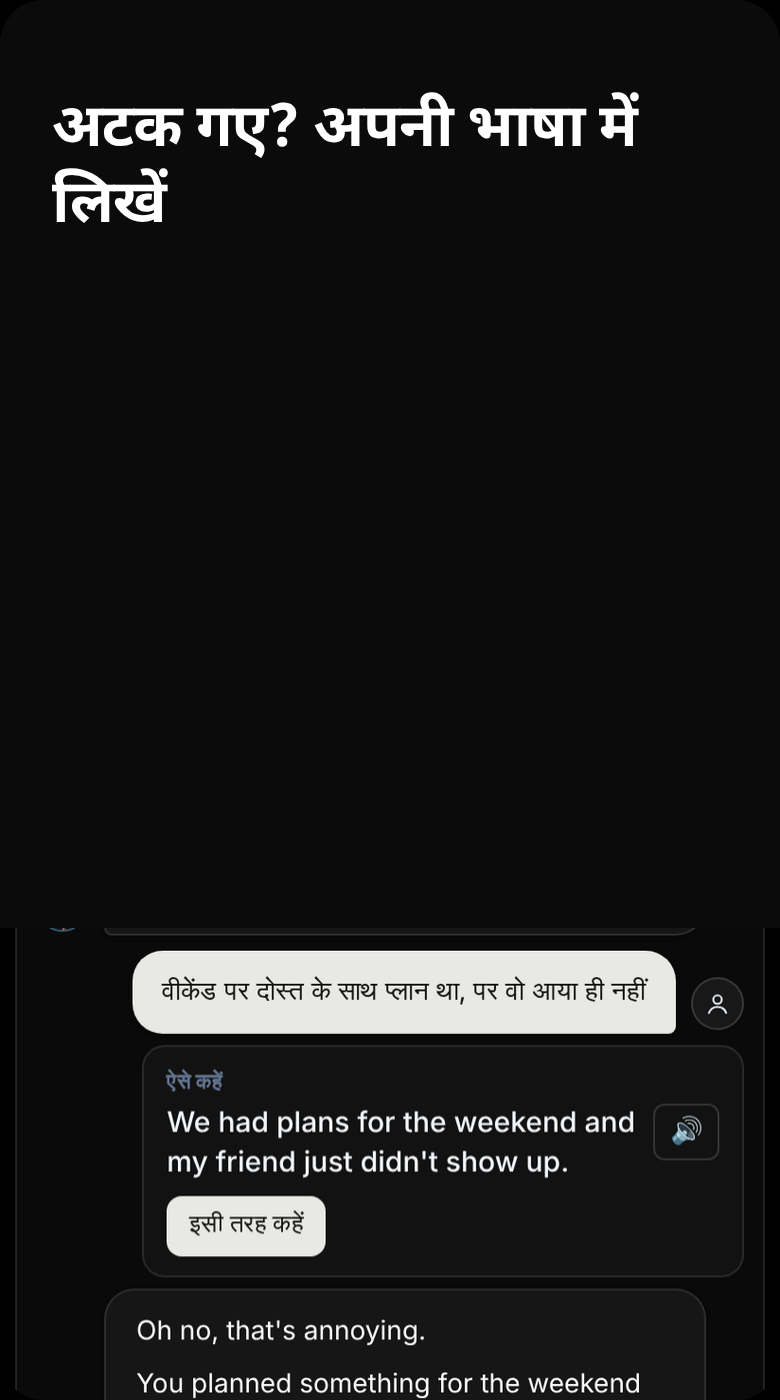 अटक गए? अपनी भाषा में
लिखें
वीकेंड पर दोस्त के साथ प्लान था, पर वो आया ही नहीं
ऐसे कहें
We had plans for the weekend and
my friend just didn't show up.
इसी तरह कहें
Oh no, that's annoying.
You planned something for the weekend